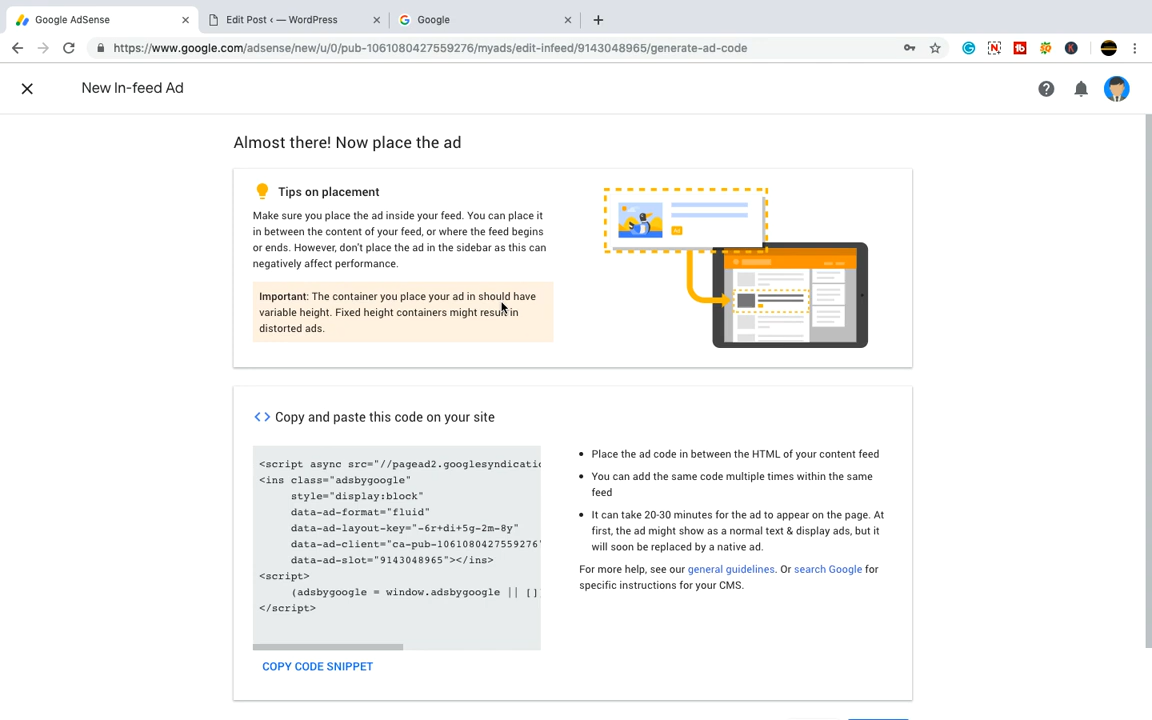 Google AdSense
Edit Post ‹ — WordPress
Google
https://www.google.com/adsense/new/u/0/pub-1061080427559276/myads/edit-infeed/9143048965/generate-ad-code
New In-feed Ad
Almost there! Now place the ad
Tips on placement
Make sure you place the ad inside your feed. You can place it
in between the content of your feed, or where the feed begins
or ends. However, don't place the ad in the sidebar as this can
negatively affect performance.
Important: The container you place your ad in should have
variable height. Fixed height containers might result in
distorted ads.
Ad
Copy and paste this code on your site
<script async src="//pagead2.googlesyndicatio
<ins class="adsbygoogle"
style="display:block"
data-ad-format="fluid"
data-ad-layout-key="-6r+di+5g-2m-8y"
data-ad-client="ca-pub-1061080427559276"
data-ad-slot="9143048965"></ins>
<script>
(adsbygoogle = window.adsbygoogle || []
</script>
COPY CODE SNIPPET
Place the ad code in between the HTML of your content feed
You can add the same code multiple times within the same
feed
It can take 20-30 minutes for the ad to appear on the page. At
first, the ad might show as a normal text & display ads, but it
will soon be replaced by a native ad.
For more help, see our general guidelines. Or search Google for
specific instructions for your CMS.